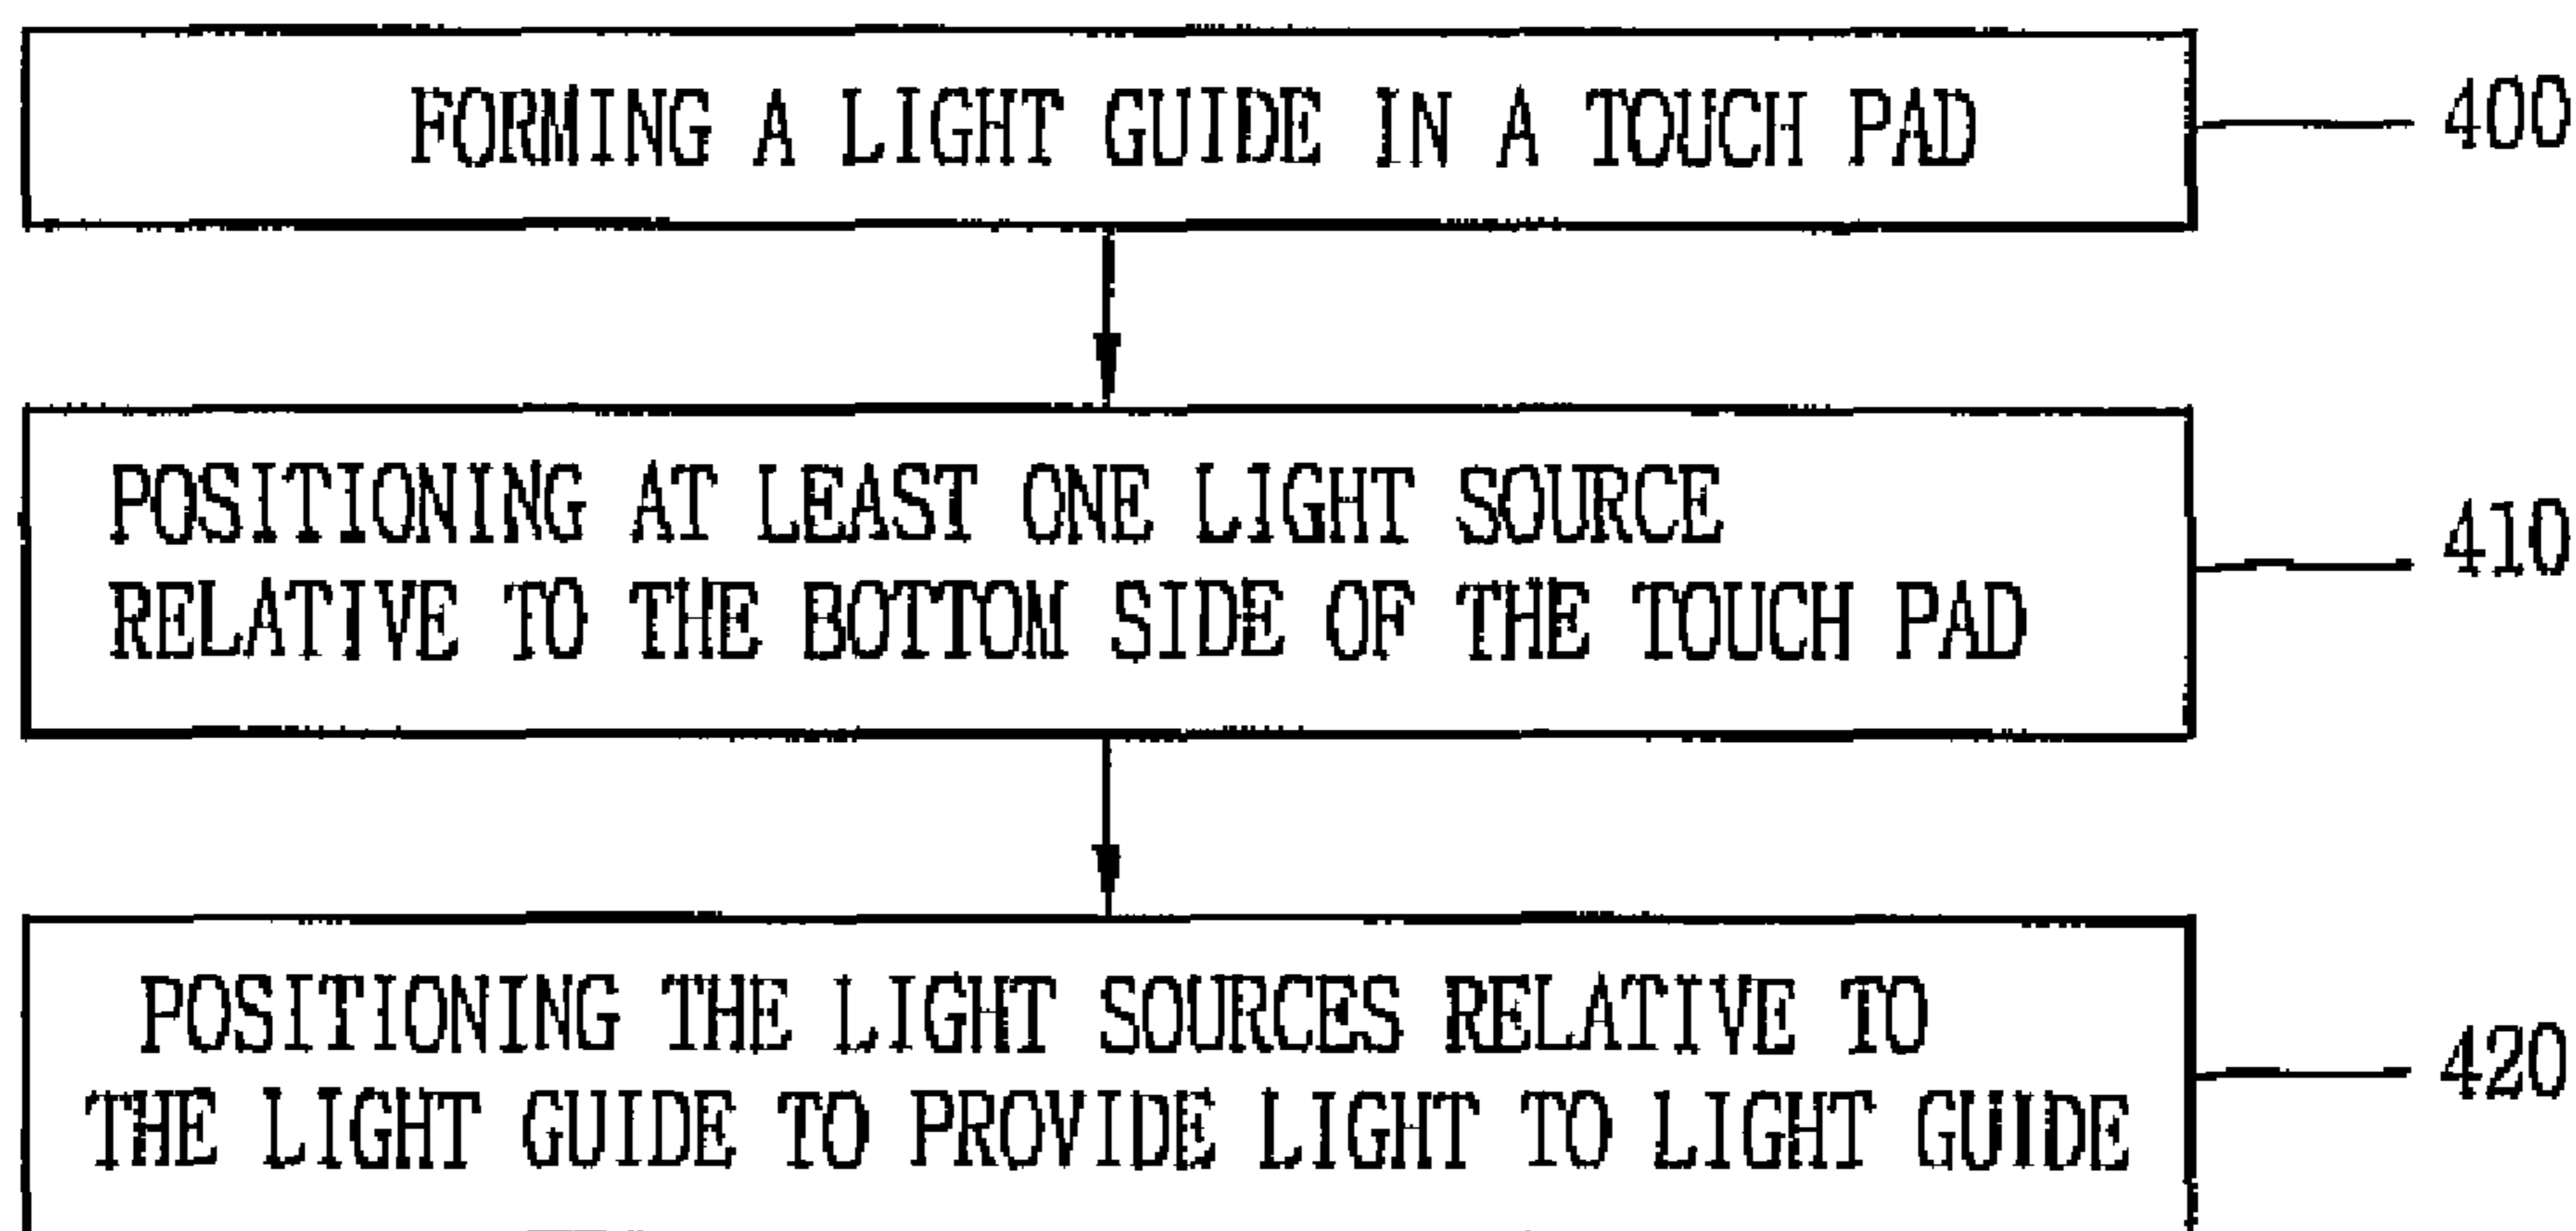 FORMING A LIGHT GUIDE IN A TOUCH PAD
400
POSITIONING AT LEAST ONE LIGHT SOURCE
RELATIVE TO THE BOTTOM SIDE OF THE TOUCH PAD
410
POSITIONING THE LIGHT SOURCES RELATIVE TO
THE LIGHT GUIDE TO PROVIDE LIGHT TO LIGHT GUIDE
420